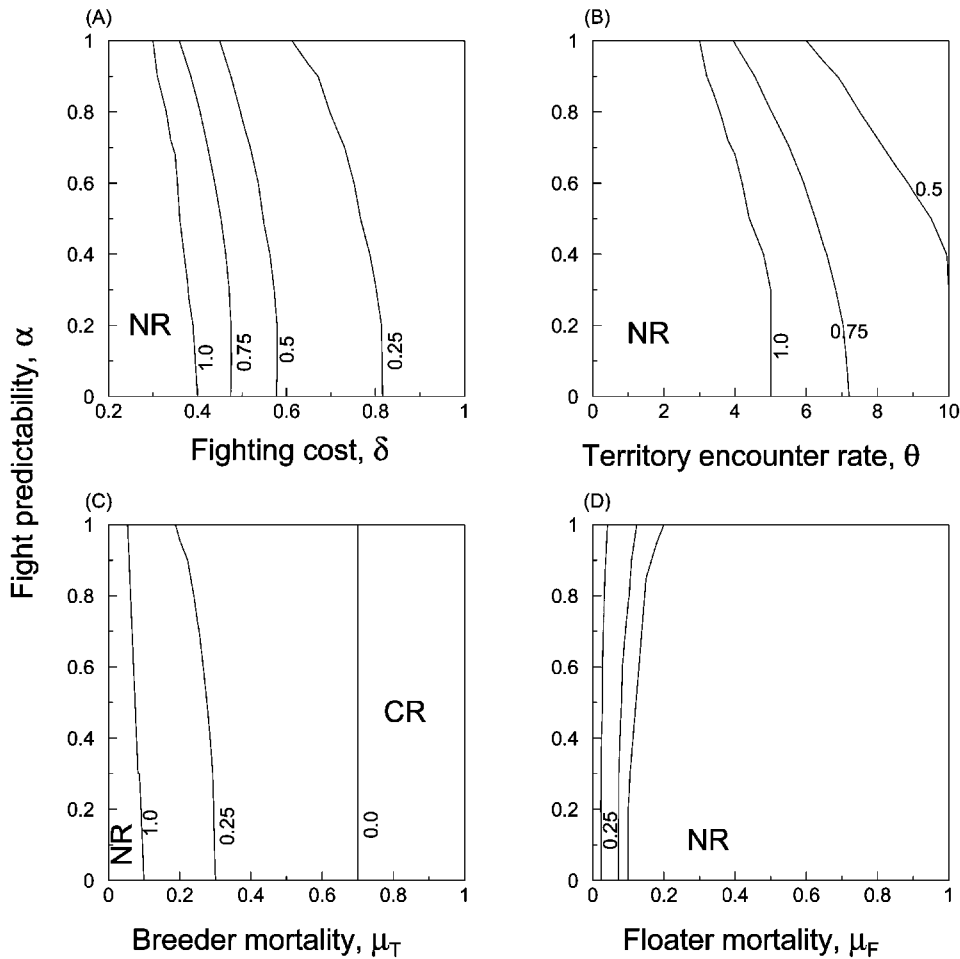 (A)
1
0.8
0.6
0.4
0.2
0
NR
1.0
0.75
0.5
0.25
0.2 0.4 0.6 0.8 1
Fighting cost, δ
(B)
1
0.8
0.6
0.4
0.2
0
NR
1.0
0.75
0.5
0 2 4 6 8 10
Territory encounter rate, θ
Fight predictability, α
(C)
1
0.8
0.6
0.4
0.2
0
NR
1.0
0.25
0.0
CR
0 0.2 0.4 0.6 0.8 1
Breeder mortality, μT
(D)
1
0.8
0.6
0.4
0.2
0
0.25
NR
0 0.2 0.4 0.6 0.8 1
Floater mortality, μF